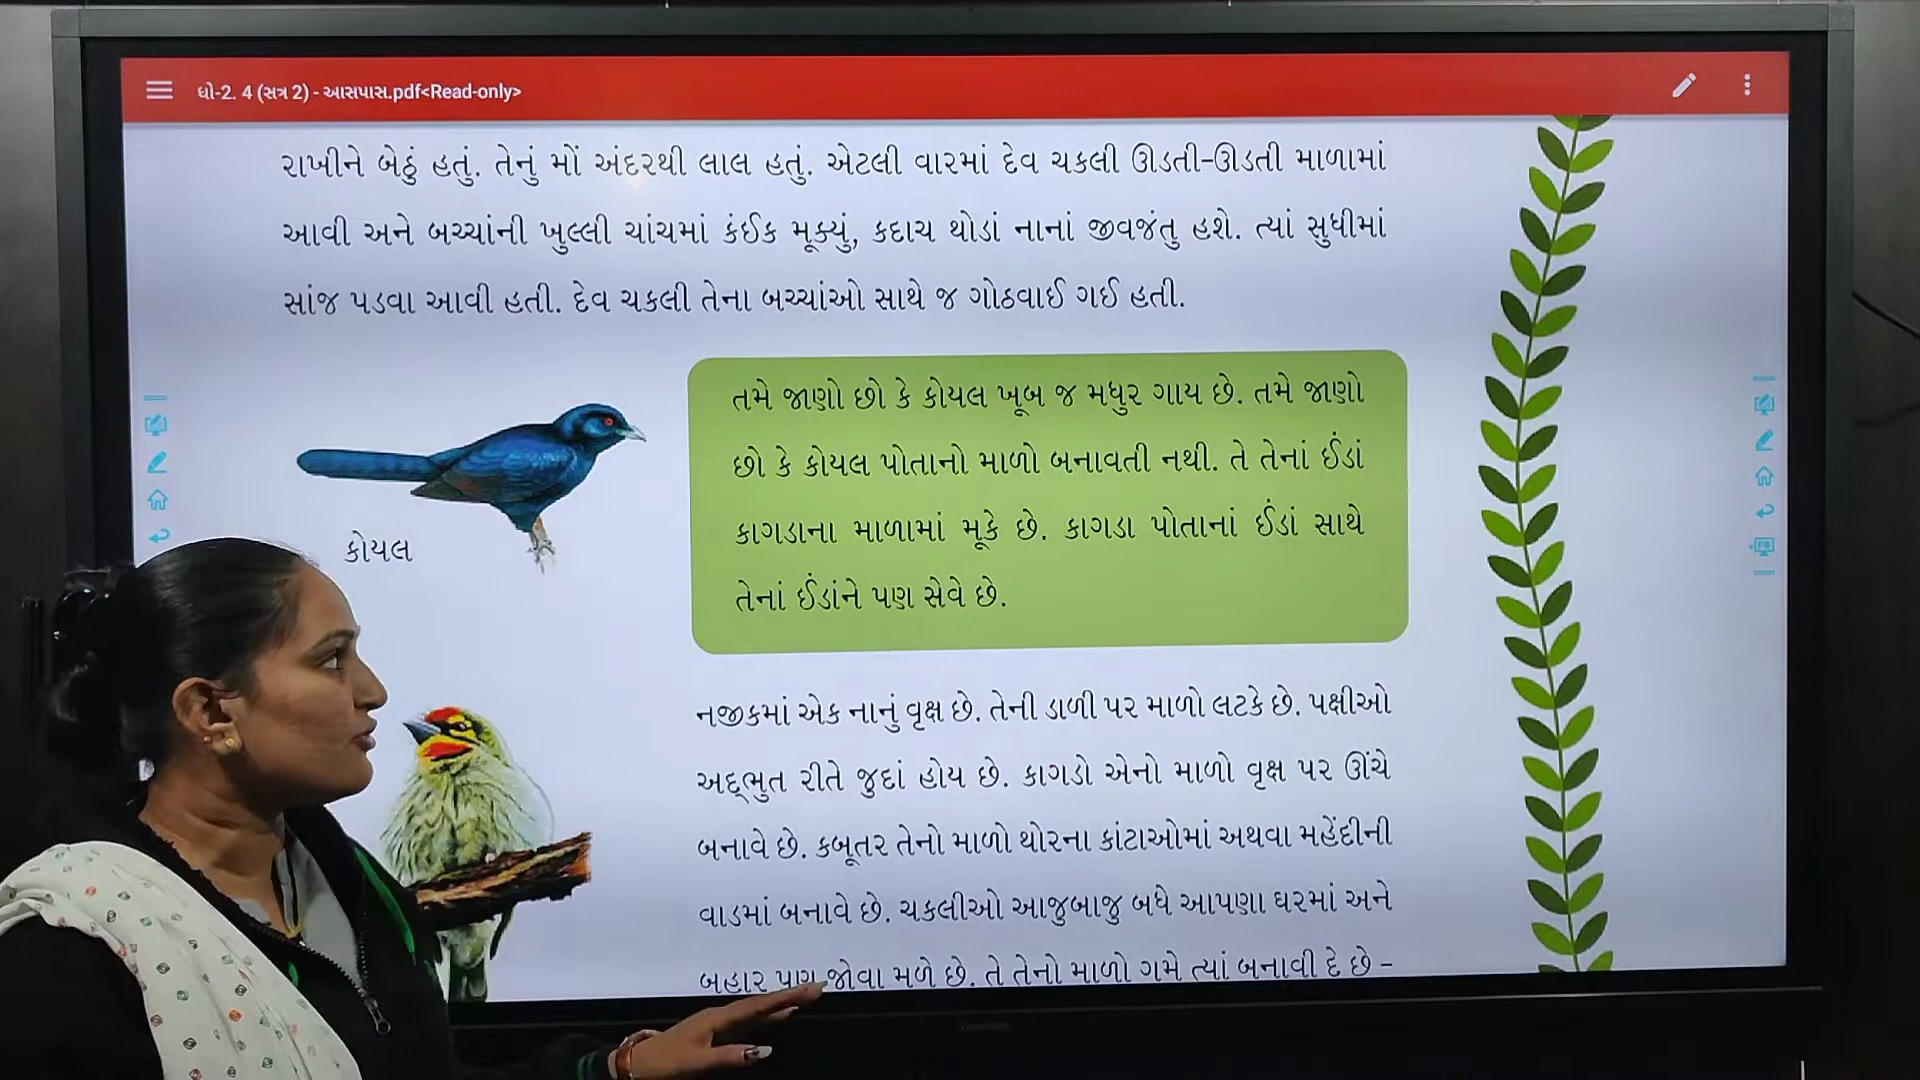 ધો-2. 4 (સત્ર 2) - આસપાસ.pdf<Read-only>
રાખીને બેઠું હતું. તેનું મોં અંદરથી લાલ હતું. એટલી વારમાં દેવ ચકલી ઊડતી-ઊડતી માળામાં
આવી અને બચ્ચાંની ખુલ્લી ચાંચમાં કંઈક મૂક્યું, કદાચ થોડાં નાનાં જીવજંતુ હશે. ત્યાં સુધીમાં
સાંજ પડવા આવી હતી. દેવ ચકલી તેના બચ્ચાંઓ સાથે જ ગોઠવાઈ ગઈ હતી.
તમે જાણો છો કે કોયલ ખૂબ જ મધુર ગાય છે. તમે જાણો
છો કે કોયલ પોતાનો માળો બનાવતી નથી. તે તેનાં ઈંડાં
કાગડાના માળામાં મૂકે છે. કાગડા પોતાનાં ઈંડાં સાથે
તેનાં ઈંડાંને પણ સેવે છે.
કોયલ
નજીકમાં એક નાનું વૃક્ષ છે. તેની ડાળી પર માળો લટકે છે. પક્ષીઓ
અદ્ભુત રીતે જુદાં હોય છે. કાગડો એનો માળો વૃક્ષ પર ઊંચે
બનાવે છે. કબૂતર તેનો માળો થોરના કાંટાઓમાં અથવા મહેંદીની
વાડમાં બનાવે છે. ચકલીઓ આજુબાજુ બધે આપણા ઘરમાં અને
બહાર પણ જોવા મળે છે. તે તેનો માળો ગમે ત્યાં બનાવી દે છે -